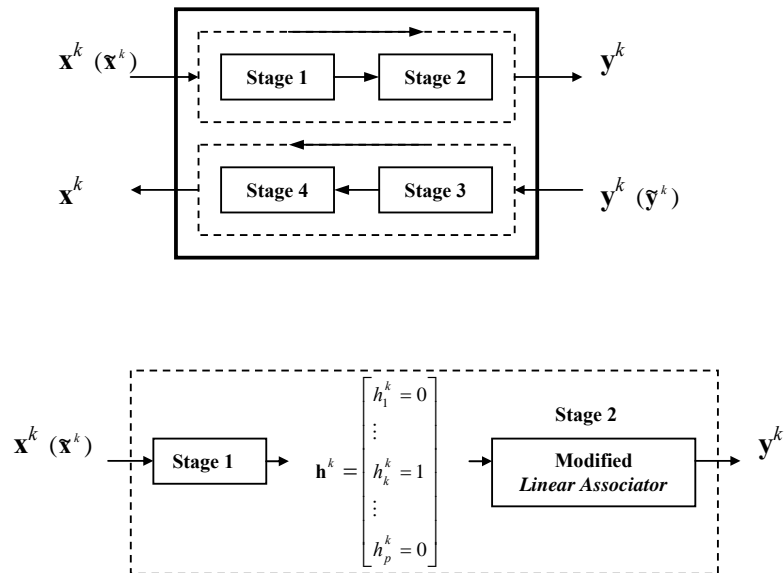 x^k (x̃^k)
Stage 1
Stage 2
y^k
x^k
Stage 4
Stage 3
y^k (ỹ^k)
x^k (x̃^k)
Stage 1
h^k =
h_1^k = 0
⋮
h_k^k = 1
⋮
h_p^k = 0
Stage 2
Modified
Linear Associator
y^k